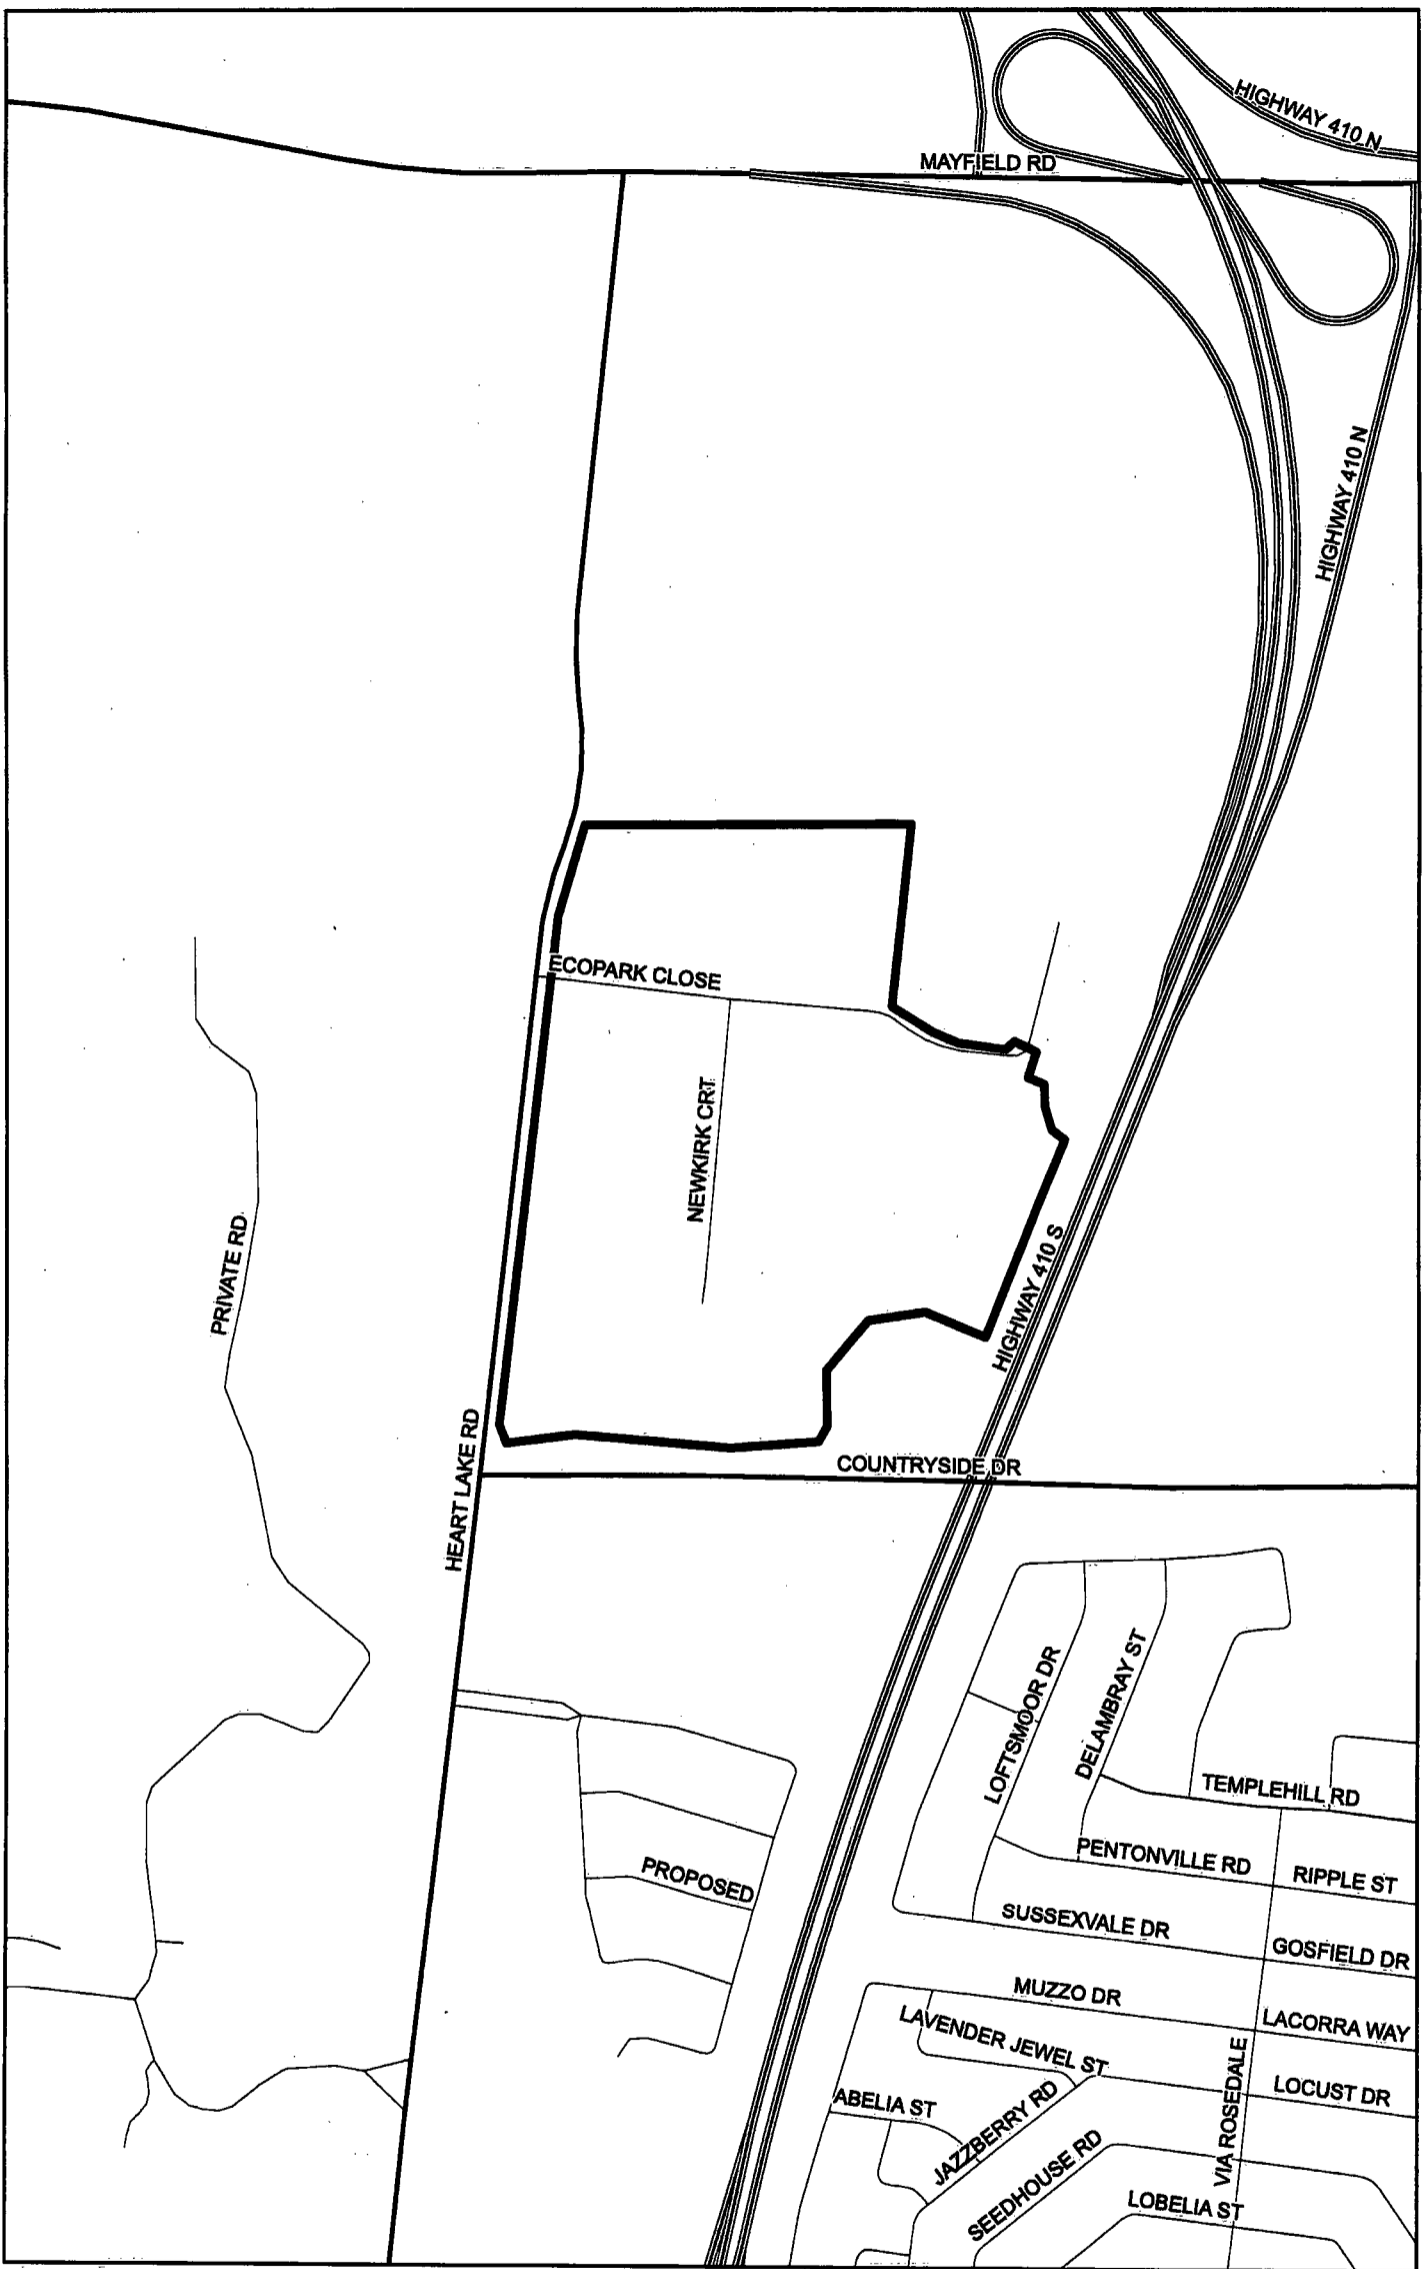 HIGHWAY 410 N
MAYFIELD RD
HIGHWAY 410 N
ECOPARK CLOSE
NEWKIRK CRT
PRIVATE RD
HIGHWAY 410 S
HEART LAKE RD
COUNTRYSIDE DR
LOFTSMOOR DR
DELAMBRAY ST
TEMPLEHILL RD
PENTONVILLE RD
RIPPLE ST
PROPOSED
SUSSEXVALE DR
GOSFIELD DR
MUZZO DR
LACORRA WAY
LAVENDER JEWEL ST
LOCUST DR
ABELIA ST
JAZZBERRY RD
VIA ROSEDALE
SEEDHOUSE RD
LOBELIA ST